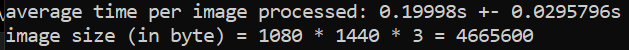 average time per image processed: 0.19998s +- 0.0295796s
image size (in byte) = 1080 * 1440 * 3 = 4665600